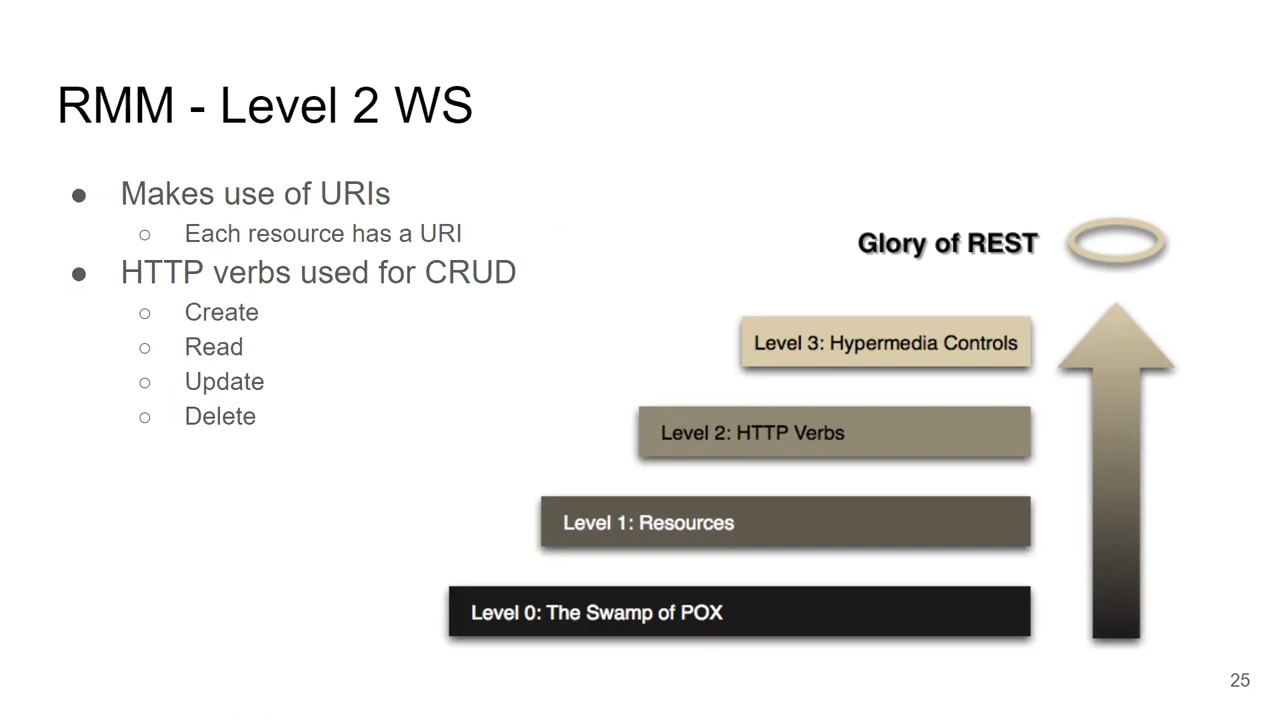 RMM - Level 2 WS
● Makes use of URIs
○ Each resource has a URI
● HTTP verbs used for CRUD
○ Create
○ Read
○ Update
○ Delete
Glory of REST
Level 3: Hypermedia Controls
Level 2: HTTP Verbs
Level 1: Resources
Level 0: The Swamp of POX
25